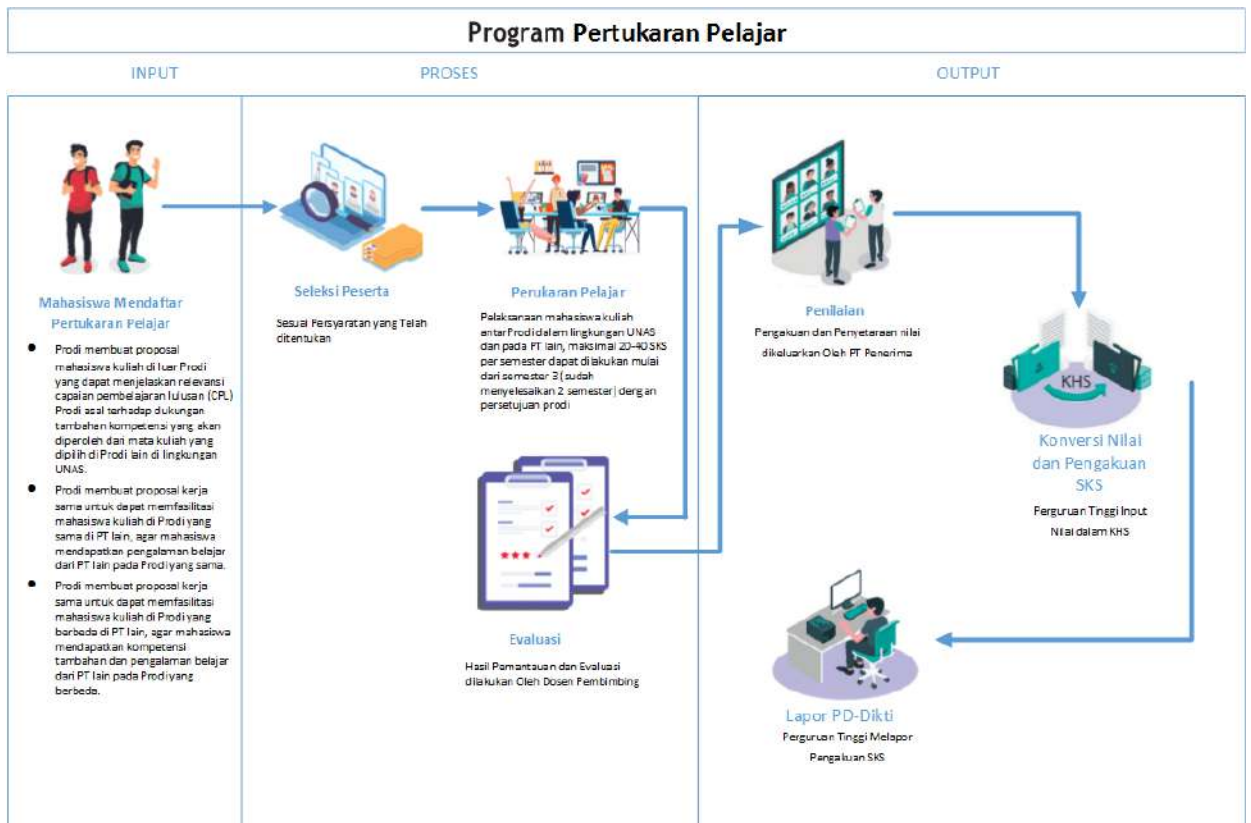 Program Pertukaran Pelajar
INPUT
PROSES
OUTPUT
Mahasiswa Mendaftar
Pertukaran Pelajar
● Prodi membuat proposal
mahasiswa kuliah di luar Prodi
yang dapat menjelaskan relevansi
capaian pembelajaran lulusan (CPL)
Prodi asal terhadap dukungan
tambahan kompetensi yang akan
diperoleh dari mata kuliah yang
dipilih di Prodi lain di lingkungan
UNAS.
● Prodi membuat proposal kerja
sama untuk dapat memfasilitasi
mahasiswa kuliah di Prodi yang
sama di PT lain, agar mahasiswa
mendapatkan pengalaman belajar
dari PT lain pada Prodi yang sama.
● Prodi membuat proposal kerja
sama untuk dapat memfasilitasi
mahasiswa kuliah di Prodi yang
berbeda di PT lain, agar mahasiswa
mendapatkan kompetensi
tambahan dan pengalaman belajar
dari PT lain pada Prodi yang
berbeda.
Seleksi Peserta
Sesuai Persyaratan yang Telah
ditentukan
Perukaran Pelajar
Pelaksanaan mahasiswa kuliah
antar Prodi dalam lingkungan UNAS
dan pada PT lain, maksimal 20-40 SKS
per semester dapat dilakukan mulai
dari semester 3 (sudah
menyelesaikan 2 semester) dengan
persetujuan prodi
Evaluasi
Hasil Pemantauan dan Evaluasi
dilakukan Oleh Dosen Pembimbing
Penilaian
Pengakuan dan Penyetaraan nilai
dikeluarkan Oleh PT Penerima
KHS
Konversi Nilai
dan Pengakuan
SKS
Perguruan Tinggi Input
Nilai dalam KHS
Lapor PD-Dikti
Perguruan Tinggi Melapor
Pengakuan SKS